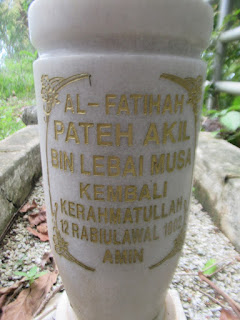 AL-FATIHAH
PATEH AKIL
BIN LEBAI MUSA
KEMBALI
KERAHMATULLAH
12 RABIULAWAL
AMIN